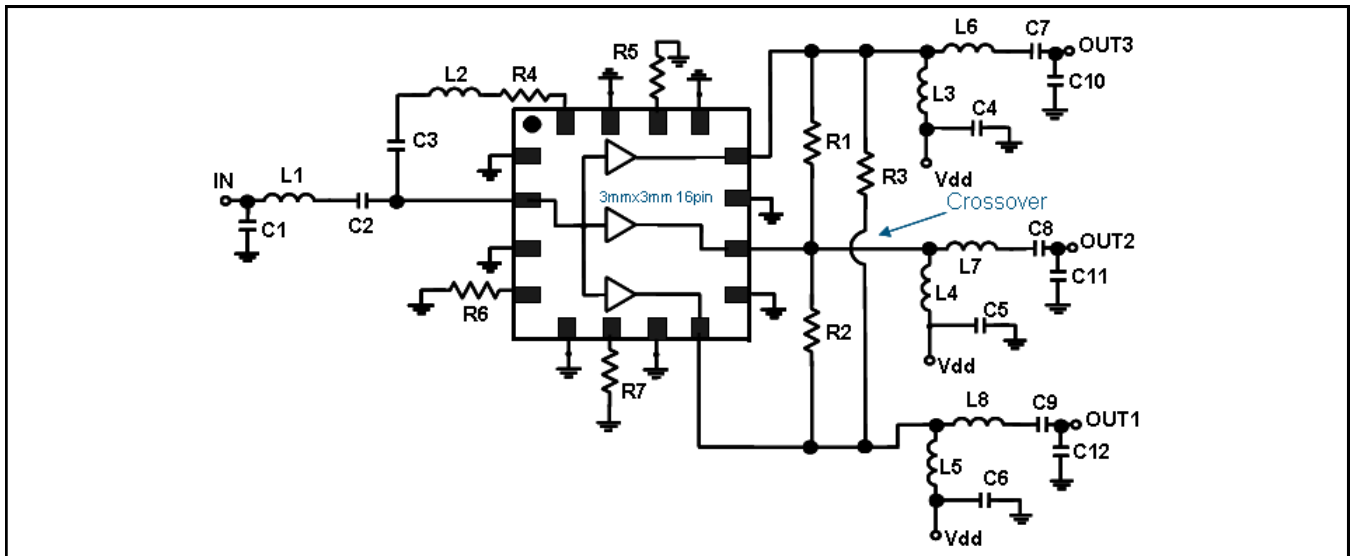 L6
C7
OUT3
R5
L2
R4
C10
L3
C4
C3
R1
Vdd
R3
IN
L1
3mmx3mm 16pin
Crossover
C8
OUT2
C1
C2
L7
C11
L4
R6
C5
R2
Vdd
R7
L8
C9
OUT1
C12
L5
C6
Vdd